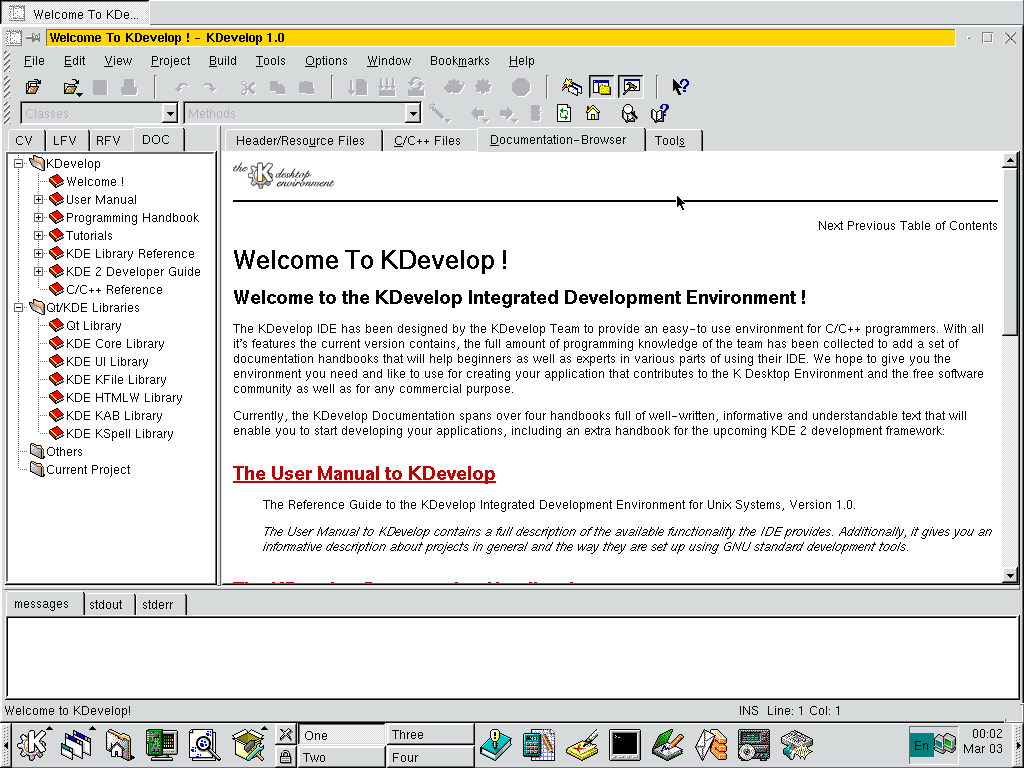 Welcome To KDe...
Welcome To KDevelop ! - KDevelop 1.0
File Edit View Project Build Tools Options Window Bookmarks Help
Classes Methods
CV LFV RFV DOC
Header/Resource Files C/C++ Files Documentation-Browser Tools
KDevelop
Welcome !
User Manual
Programming Handbook
Tutorials
KDE Library Reference
KDE 2 Developer Guide
C/C++ Reference
Qt/KDE Libraries
Qt Library
KDE Core Library
KDE UI Library
KDE KFile Library
KDE HTMLW Library
KDE KAB Library
KDE KSpell Library
Others
Current Project
the K desktop
environment
Next Previous Table of Contents
Welcome To KDevelop !
Welcome to the KDevelop Integrated Development Environment !
The KDevelop IDE has been designed by the KDevelop Team to provide an easy-to use environment for C/C++ programmers. With all
it's features the current version contains, the full amount of programming knowledge of the team has been collected to add a set of
documentation handbooks that will help beginners as well as experts in various parts of using their IDE. We hope to give you the
environment you need and like to use for creating your application that contributes to the K Desktop Environment and the free software
community as well as for any commercial purpose.
Currently, the KDevelop Documentation spans over four handbooks full of well-written, informative and understandable text that will
enable you to start developing your applications, including an extra handbook for the upcoming KDE 2 development framework:
The User Manual to KDevelop
The Reference Guide to the KDevelop Integrated Development Environment for Unix Systems, Version 1.0.
The User Manual to KDevelop contains a full description of the available functionality the IDE provides. Additionally, it gives you an
informative description about projects in general and the way they are set up using GNU standard development tools.
messages stdout stderr
Welcome to KDevelop!
INS Line: 1 Col: 1
One Three
Two Four
En
00:02
Mar 03